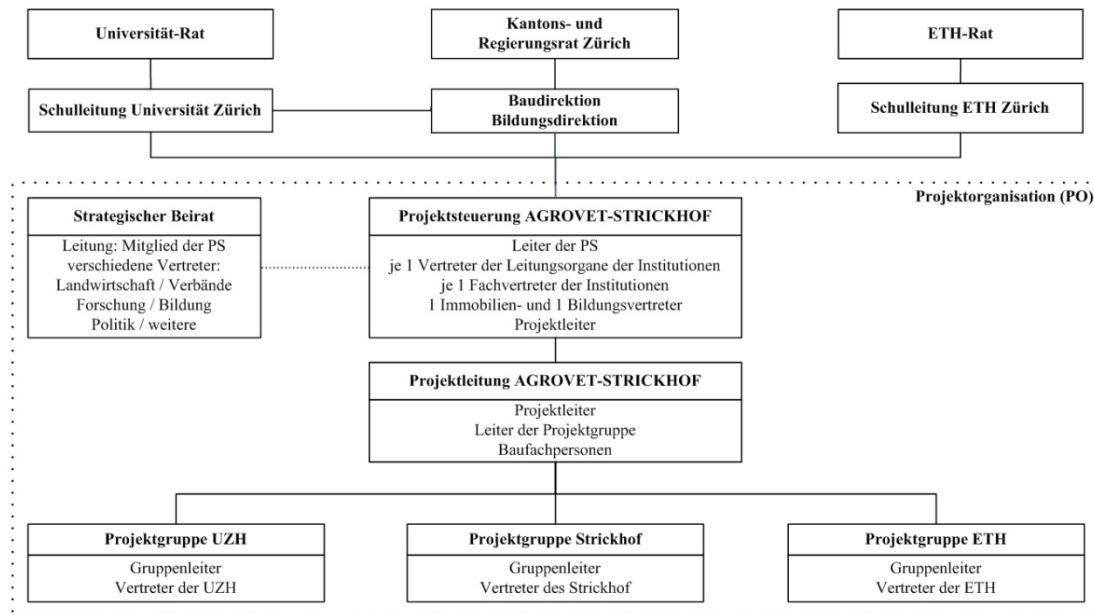 Universität-Rat
Kantons- und
Regierungsrat Zürich
ETH-Rat
Schulleitung Universität Zürich
Baudirektion
Bildungsdirektion
Schulleitung ETH Zürich
Projektorganisation (PO)
Strategischer Beirat
Leitung: Mitglied der PS
verschiedene Vertreter:
Landwirtschaft / Verbände
Forschung / Bildung
Politik / weitere
Projektsteuerung AGROVET-STRICKHOF
Leiter der PS
je 1 Vertreter der Leitungsorgane der Institutionen
je 1 Fachvertreter der Institutionen
1 Immobilien- und 1 Bildungsvertreter
Projektleiter
Projektleitung AGROVET-STRICKHOF
Projektleiter
Leiter der Projektgruppe
Baufachpersonen
Projektgruppe UZH
Gruppenleiter
Vertreter der UZH
Projektgruppe Strickhof
Gruppenleiter
Vertreter des Strickhof
Projektgruppe ETH
Gruppenleiter
Vertreter der ETH